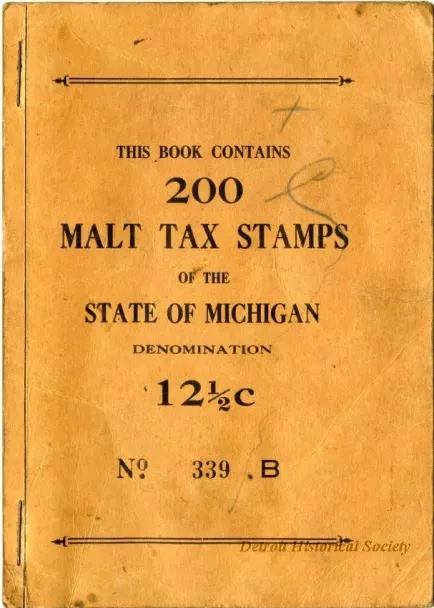 THIS BOOK CONTAINS
200
MALT TAX STAMPS
OF THE
STATE OF MICHIGAN
DENOMINATION
12½c
Nº 339 B
Detroit Historical Society